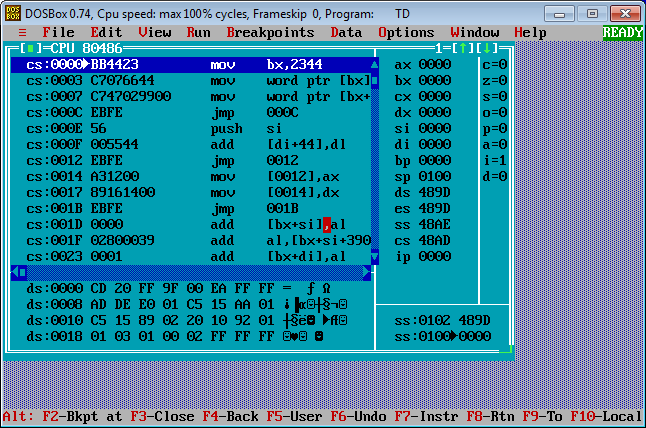 DOSBox 0.74, Cpu speed: max 100% cycles, Frameskip 0, Program: TD
≡ File Edit View Run Breakpoints Data Options Window Help READY
[■]=CPU 80486 1=[↑][↓]
cs:0000►BB4423 mov bx,2344 ax 0000 c=0
cs:0003 C7076644 mov word ptr [bx] bx 0000 z=0
cs:0007 C747029900 mov word ptr [bx+ cx 0000 s=0
cs:000C EBFE jmp 000C dx 0000 o=0
cs:000E 56 push si si 0000 p=0
cs:000F 005544 add [di+44],dl di 0000 a=0
cs:0012 EBFE jmp 0012 bp 0000 i=1
cs:0014 A31200 mov [0012],ax sp 0100 d=0
cs:0017 89161400 mov [0014],dx ds 489D
cs:001B EBFE jmp 001B es 489D
cs:001D 0000 add [bx+si],al ss 48AE
cs:001F 02800039 add al,[bx+si+390 cs 48AD
cs:0023 0001 add [bx+di],al ip 0000
ds:0000 CD 20 FF 9F 00 EA FF FF = ƒ Ω
ds:0008 AD DE E0 01 C5 15 AA 01
ds:0010 C5 15 89 02 20 10 92 01 ss:0102 489D
ds:0018 01 03 01 00 02 FF FF FF ss:0100►0000
Alt: F2-Bkpt at F3-Close F4-Back F5-User F6-Undo F7-Instr F8-Rtn F9-To F10-Local